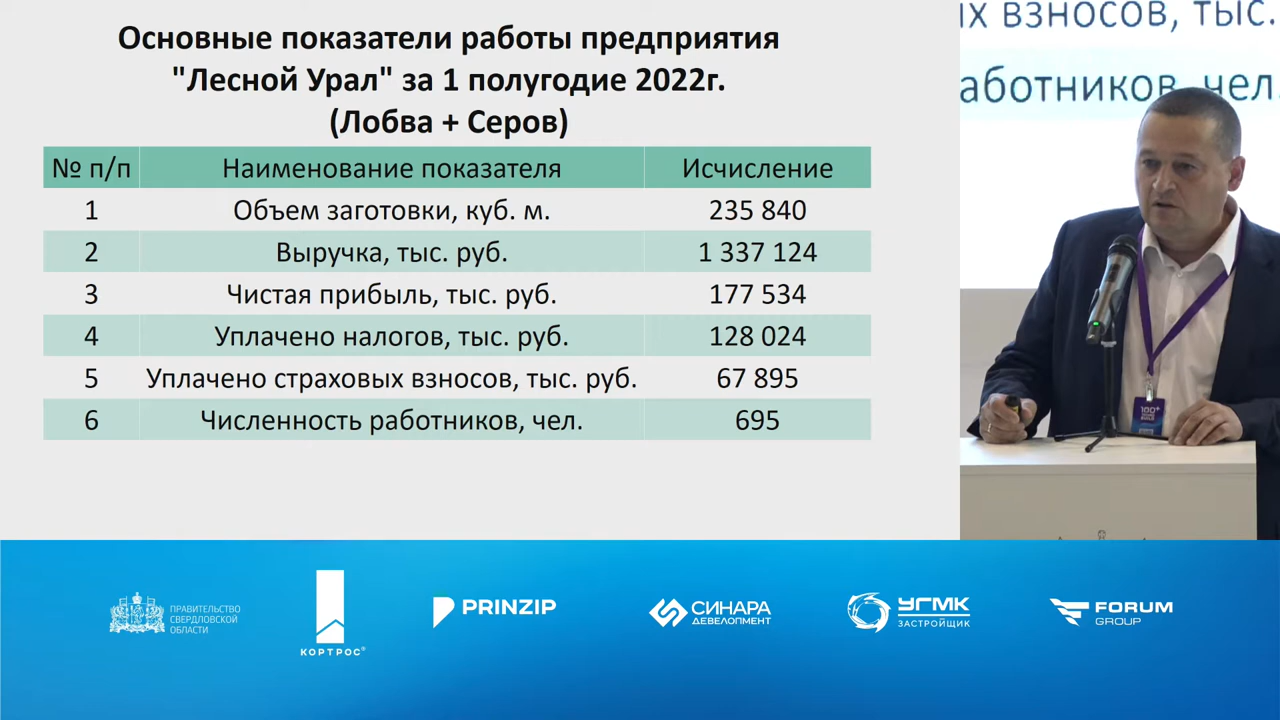 Основные показатели работы предприятия
"Лесной Урал" за 1 полугодие 2022г.
(Лобва + Серов)
№ п/п Наименование показателя Исчисление
1 Объем заготовки, куб. м. 235 840
2 Выручка, тыс. руб. 1 337 124
3 Чистая прибыль, тыс. руб. 177 534
4 Уплачено налогов, тыс. руб. 128 024
5 Уплачено страховых взносов, тыс. руб. 67 895
6 Численность работников, чел. 695
х взносов, тыс.
аботников, чел.
100+
ПРАВИТЕЛЬСТВО
СВЕРДЛОВСКОЙ
ОБЛАСТИ
КОРТРОС®
PRINZIP
СИНАРА
ДЕВЕЛОПМЕНТ
УГМК
ЗАСТРОЙЩИК
FORUM
GROUP